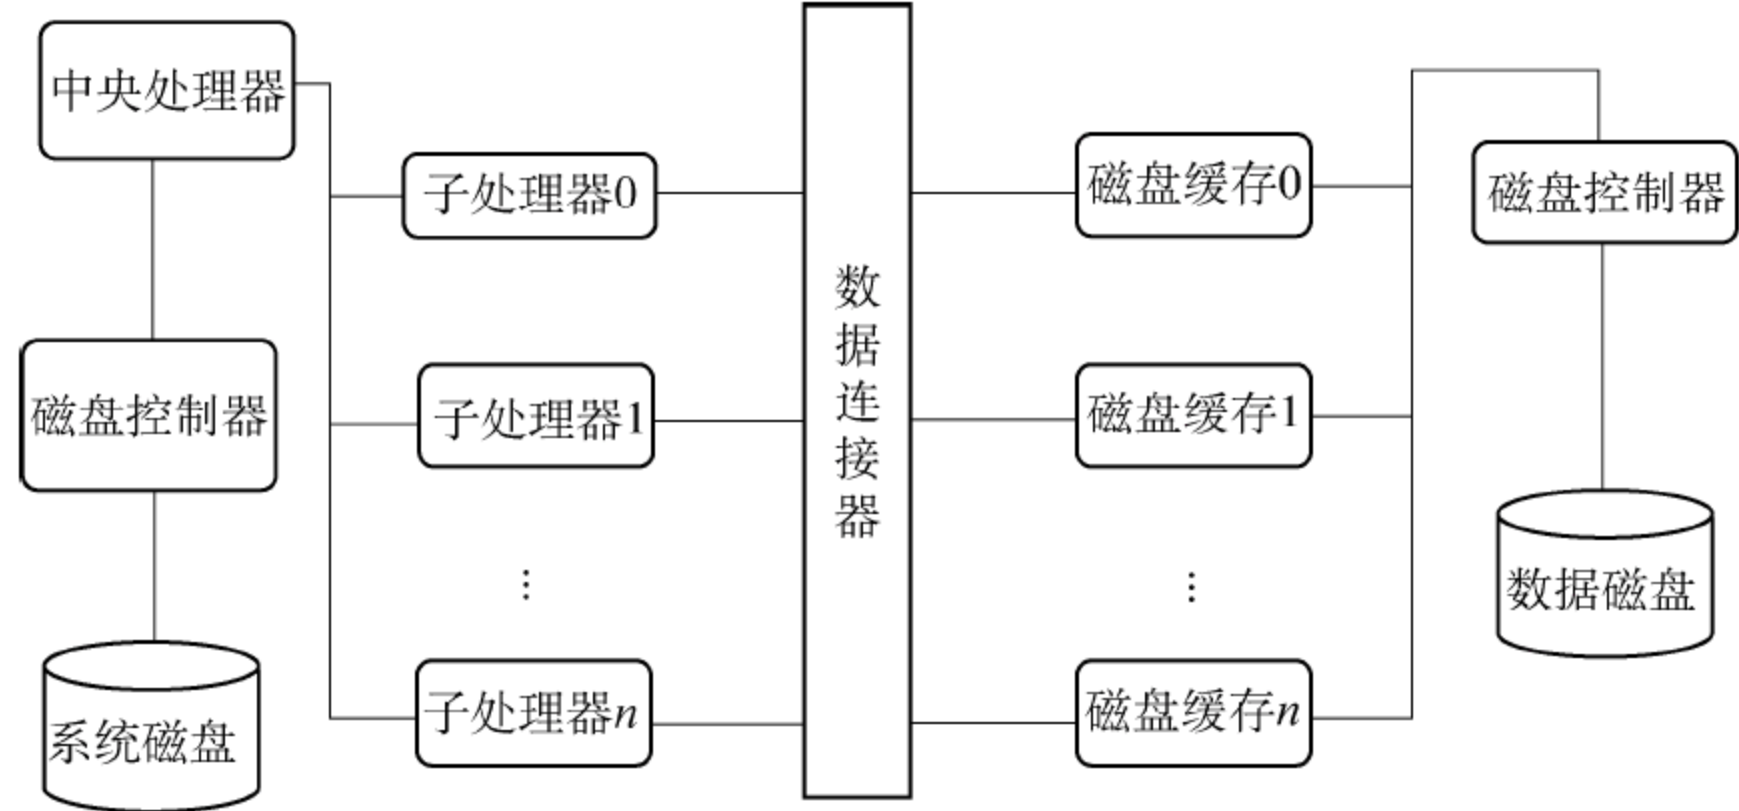 中央处理器
磁盘控制器
系统磁盘
子处理器0
子处理器1
⋮
子处理器n
数据连接器
磁盘缓存0
磁盘缓存1
⋮
磁盘缓存n
磁盘控制器
数据磁盘